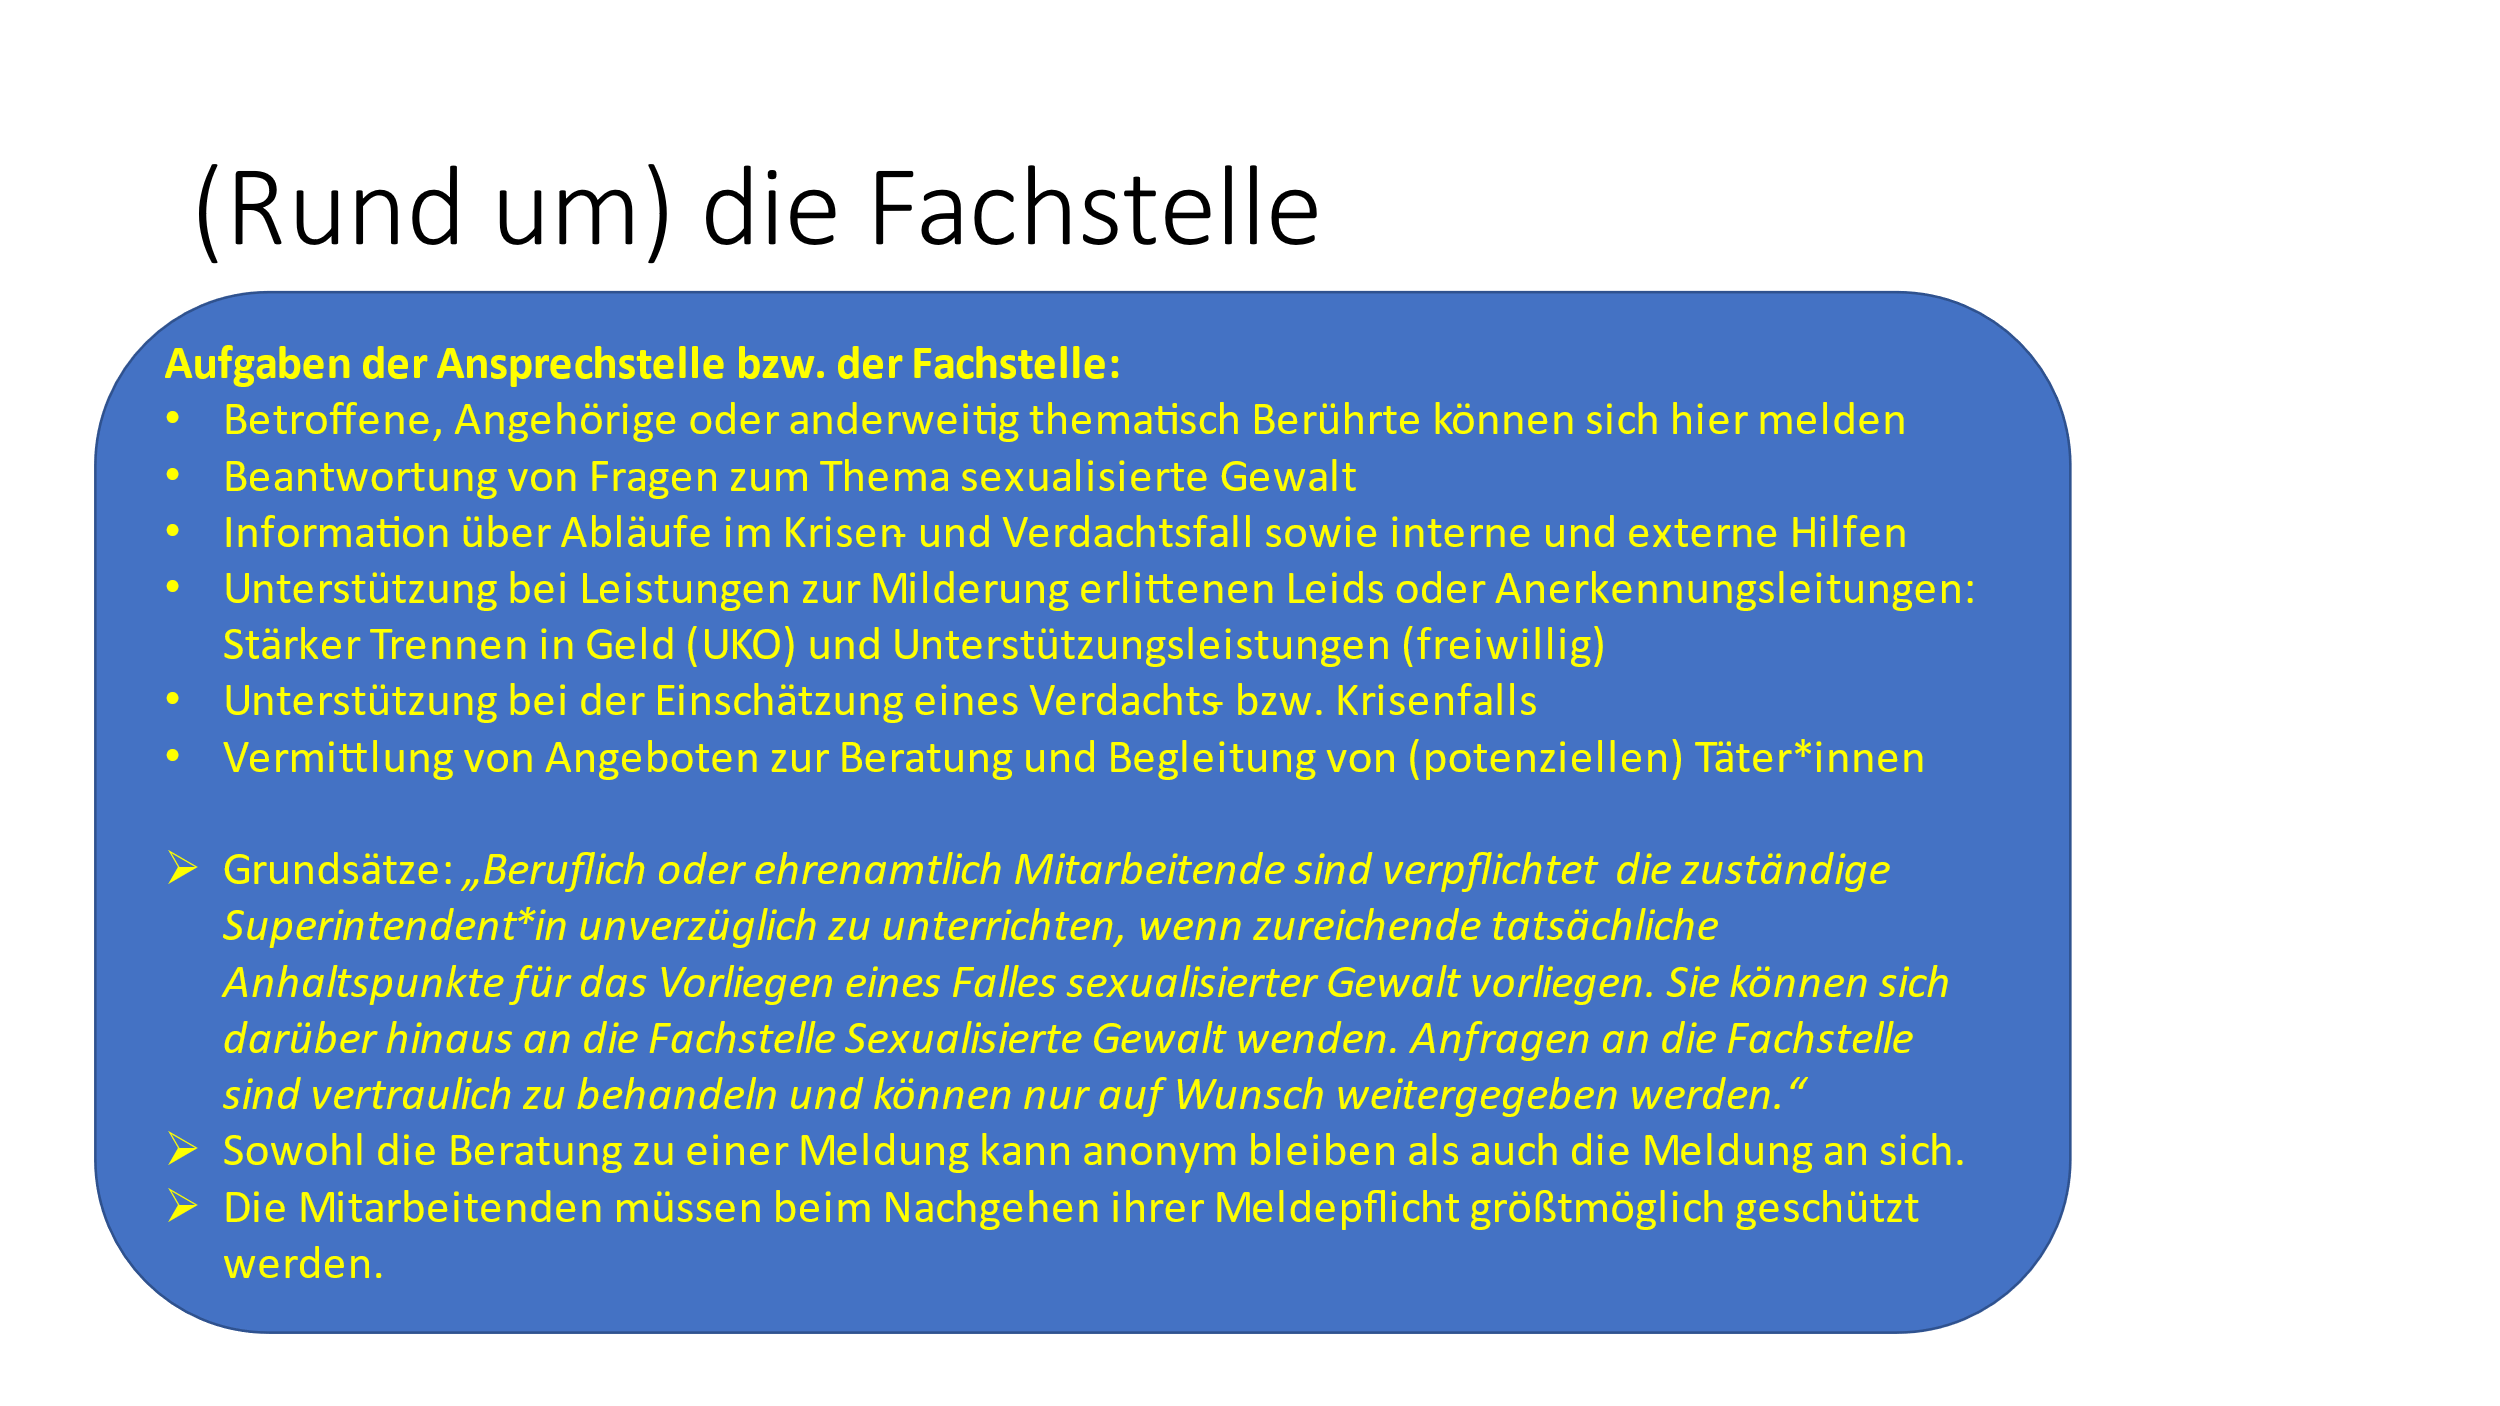 (Rund um) die Fachstelle
Aufgaben der Ansprechstelle bzw. der Fachstelle:
• Betroffene, Angehörige oder anderweitig thematisch Berührte können sich hier melden
• Beantwortung von Fragen zum Thema sexualisierte Gewalt
• Information über Abläufe im Krisen- und Verdachtsfall sowie interne und externe Hilfen
• Unterstützung bei Leistungen zur Milderung erlittenen Leids oder Anerkennungsleitungen:
Stärker Trennen in Geld (UKO) und Unterstützungsleistungen (freiwillig)
• Unterstützung bei der Einschätzung eines Verdachts- bzw. Krisenfalls
• Vermittlung von Angeboten zur Beratung und Begleitung von (potenziellen) Täter*innen
➢ Grundsätze: „Beruflich oder ehrenamtlich Mitarbeitende sind verpflichtet die zuständige
Superintendent*in unverzüglich zu unterrichten, wenn zureichende tatsächliche
Anhaltspunkte für das Vorliegen eines Falles sexualisierter Gewalt vorliegen. Sie können sich
darüber hinaus an die Fachstelle Sexualisierte Gewalt wenden. Anfragen an die Fachstelle
sind vertraulich zu behandeln und können nur auf Wunsch weitergegeben werden.“
➢ Sowohl die Beratung zu einer Meldung kann anonym bleiben als auch die Meldung an sich.
➢ Die Mitarbeitenden müssen beim Nachgehen ihrer Meldepflicht größtmöglich geschützt
werden.